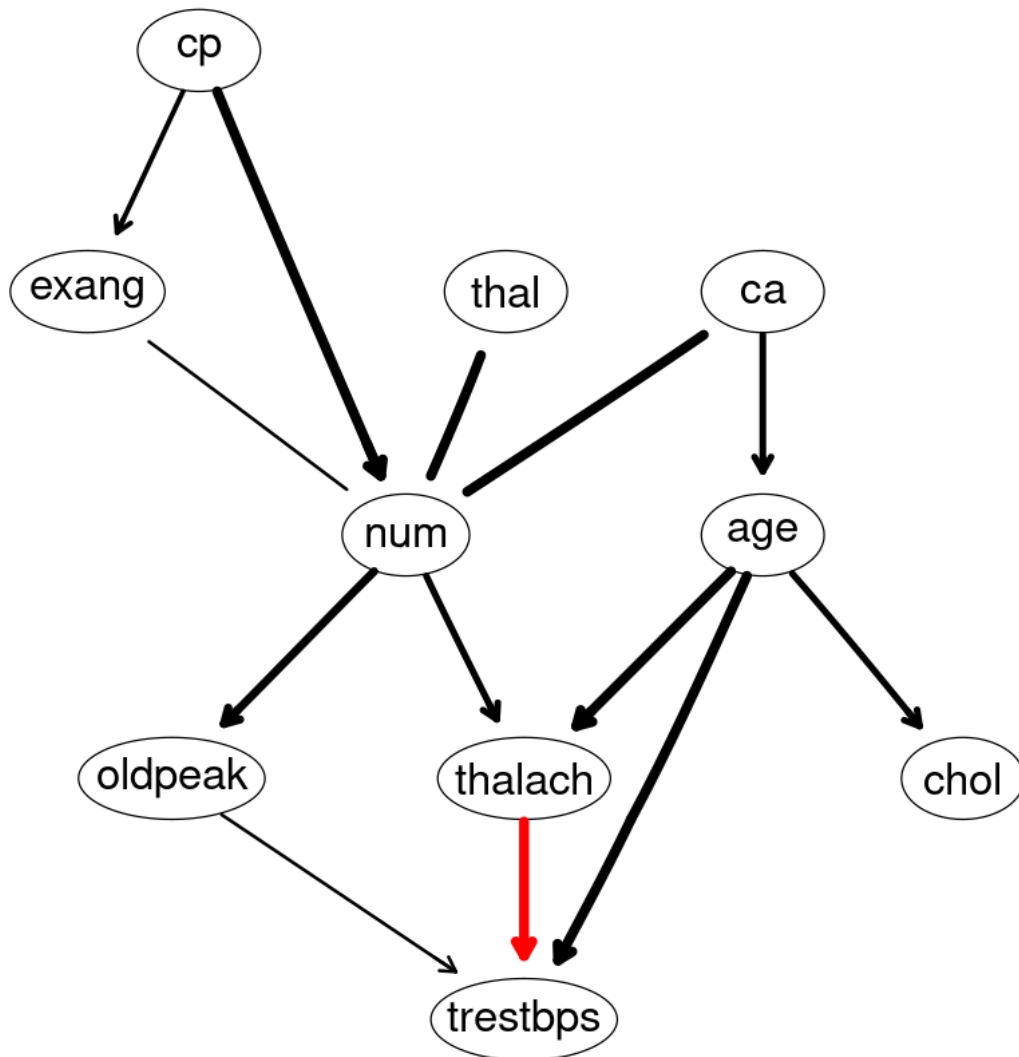 cp
exang
thal
ca
num
age
oldpeak
thalach
chol
trestbps